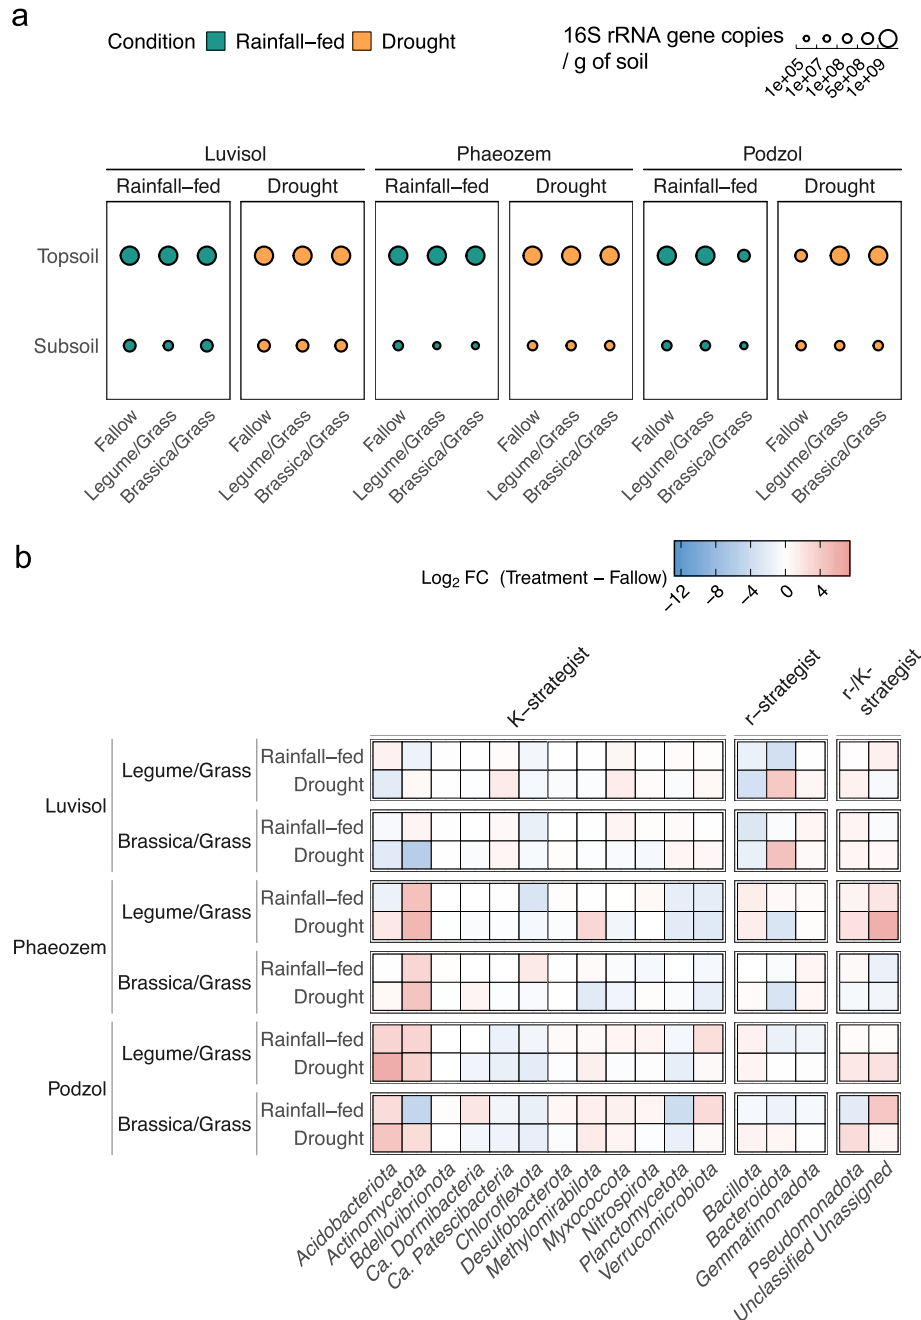 a
Condition Rainfall–fed Drought
16S rRNA gene copies
/ g of soil
1e+05 1e+07 1e+08 5e+08 1e+09
Luvisol Phaeozem Podzol
Rainfall–fed Drought Rainfall–fed Drought Rainfall–fed Drought
Topsoil
Subsoil
Fallow Legume/Grass Brassica/Grass Fallow Legume/Grass Brassica/Grass Fallow Legume/Grass Brassica/Grass Fallow Legume/Grass Brassica/Grass Fallow Legume/Grass Brassica/Grass Fallow Legume/Grass Brassica/Grass
b
Log2 FC (Treatment – Fallow)
−12 −8 −4 0 4
K–strategist r–strategist r-/K-
strategist
Luvisol
Legume/Grass
Rainfall–fed
Drought
Brassica/Grass
Rainfall–fed
Drought
Phaeozem
Legume/Grass
Rainfall–fed
Drought
Brassica/Grass
Rainfall–fed
Drought
Podzol
Legume/Grass
Rainfall–fed
Drought
Brassica/Grass
Rainfall–fed
Drought
Acidobacteriota
Actinomycetota
Bdellovibrionota
Ca. Dormibacteria
Ca. Patescibacteria
Chloroflexota
Desulfobacterota
Methylomirabilota
Myxococcota
Nitrospirota
Planctomycetota
Verrucomicrobiota
Bacillota
Bacteroidota
Gemmatimonadota
Pseudomonadota
Unclassified Unassigned